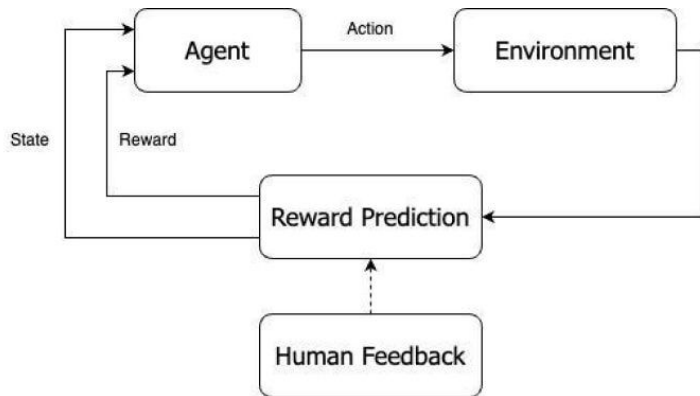 Action
Agent
Environment
State
Reward
Reward Prediction
Human Feedback